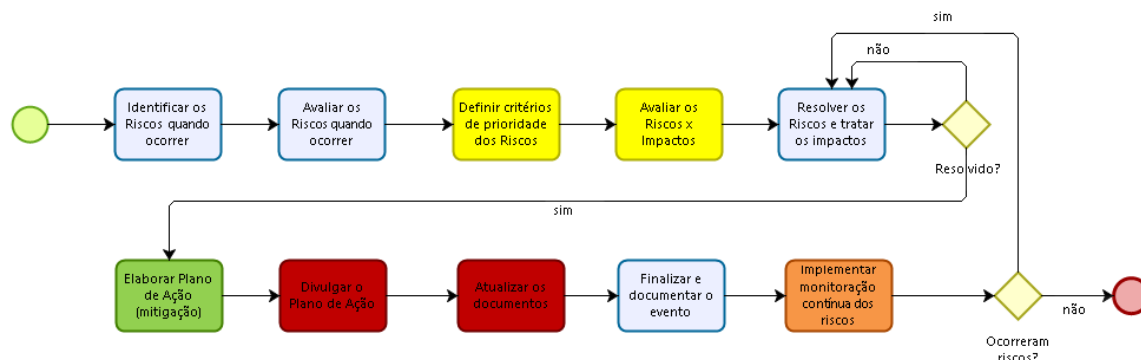 sim
não
Identificar os
Riscos quando
ocorrer
Avaliar os
Riscos quando
ocorrer
Definir critérios
de prioridade
dos Riscos
Avaliar os
Riscos x
Impactos
Resolver os
Riscos e tratar
os impactos
Resolvido?
sim
Elaborar Plano
de Ação
(mitigação)
Divulgar o
Plano de Ação
Atualizar os
documentos
Finalizar e
documentar o
evento
Implementar
monitoração
contínua dos
riscos
não
Ocorreram
riscos?